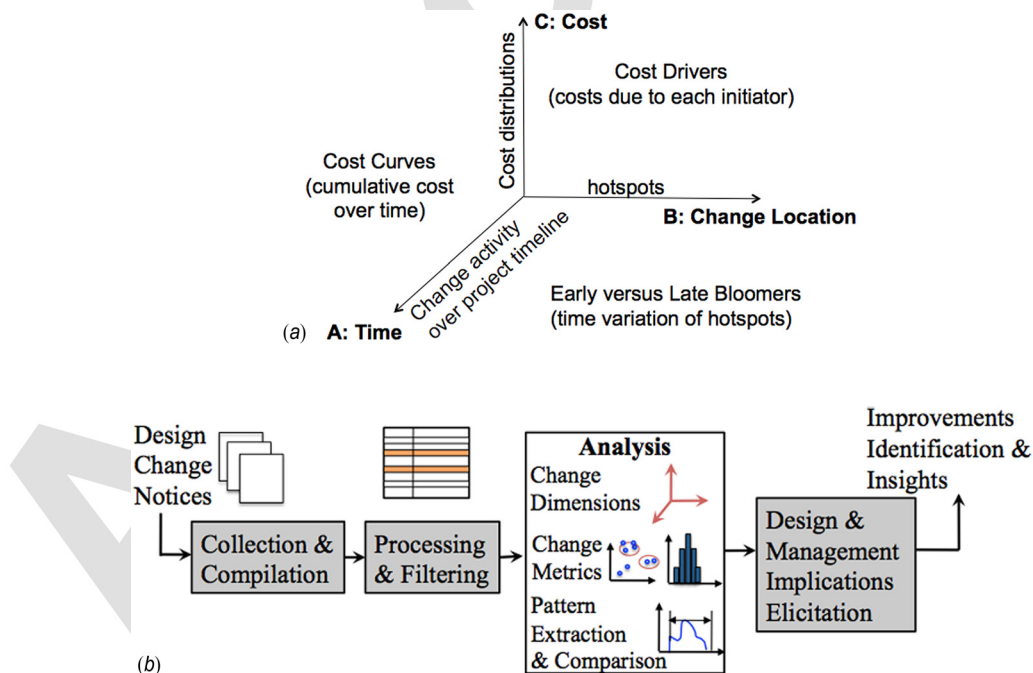 C: Cost
Cost distributions
Cost Drivers
(costs due to each initiator)
Cost Curves
(cumulative cost
over time)
hotspots
B: Change Location
Change activity
over project timeline
Early versus Late Bloomers
(time variation of hotspots)
(a)
A: Time
Design
Change
Notices
Collection &
Compilation
Processing
& Filtering
Analysis
Change
Dimensions
Change
Metrics
Pattern
Extraction
& Comparison
Design &
Management
Implications
Elicitation
Improvements
Identification &
Insights
(b)